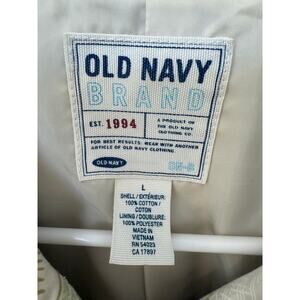 OLD NAVY
BRAND
EST. 1994
A PRODUCT OF
THE OLD NAVY
CLOTHING CO.
FOR BEST RESULTS, WEAR WITH ANOTHER
ARTICLE OF OLD NAVY CLOTHING.
OLD NAVY
L
SHELL / EXTÉRIEUR:
100% COTTON /
COTON
LINING / DOUBLURE:
100% POLYESTER
MADE IN
VIETNAM
RN 54023
CA 17897